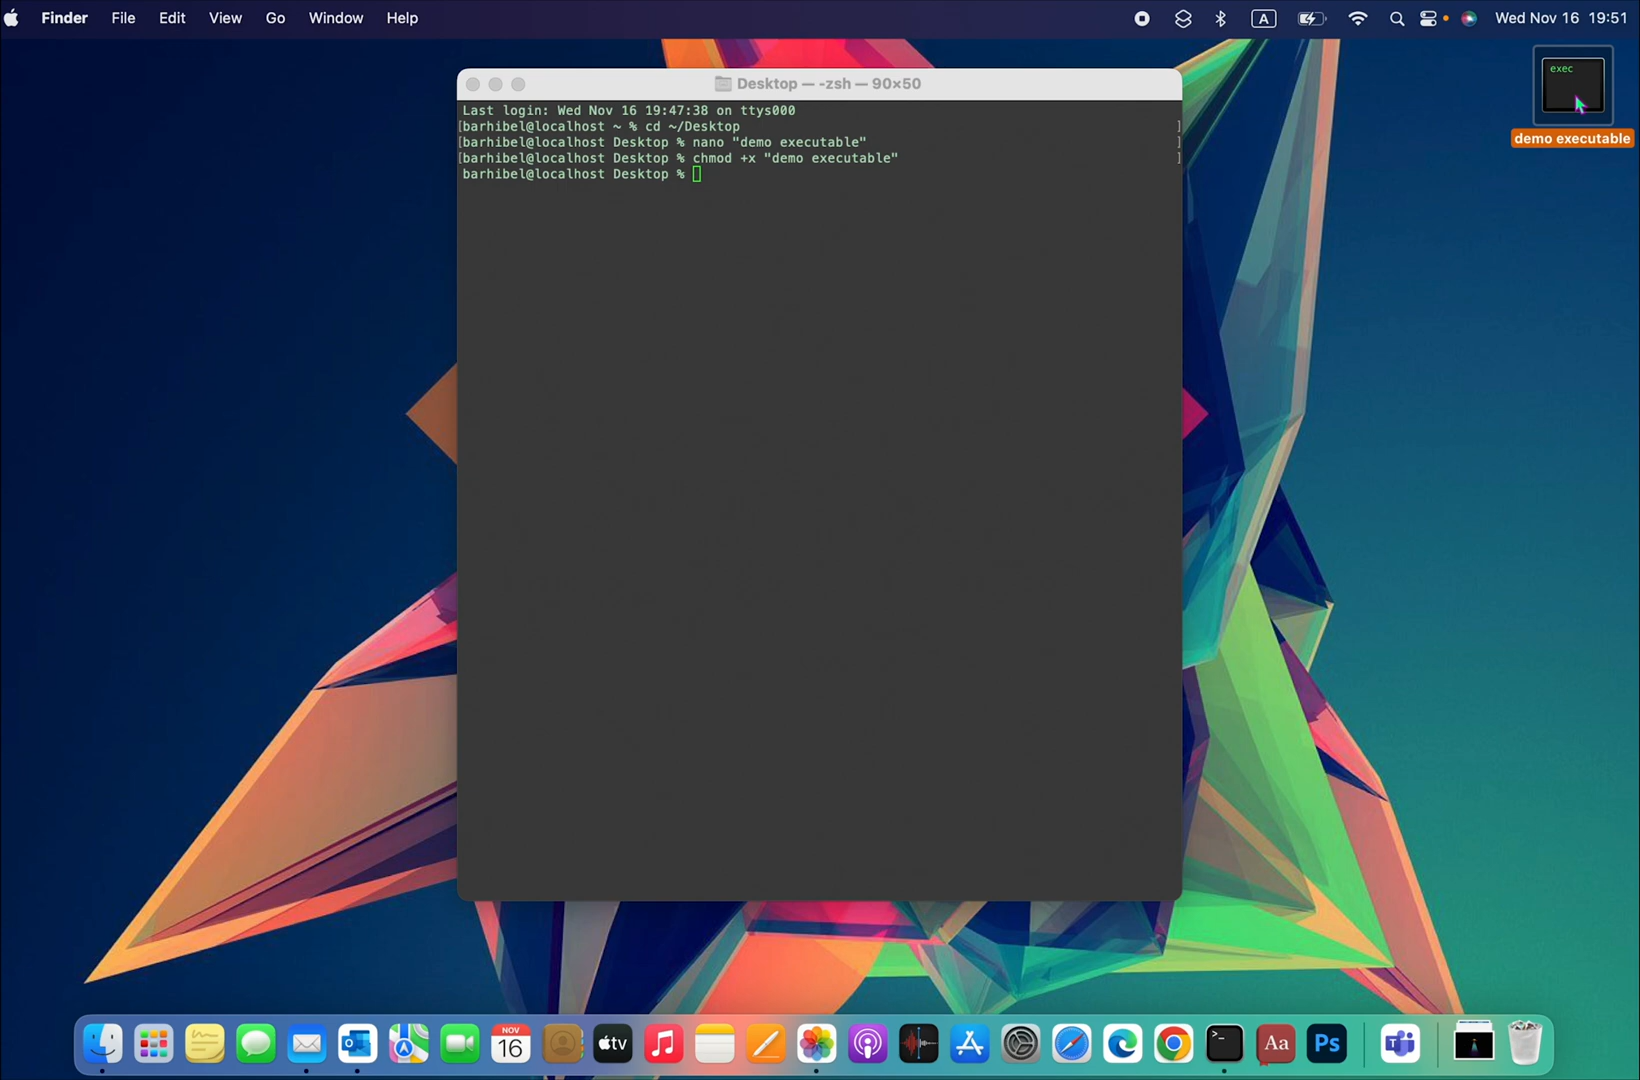 Finder File Edit View Go Window Help A Wed Nov 16 19:51
exec
demo executable
Desktop — -zsh — 90×50
Last login: Wed Nov 16 19:47:38 on ttys000
[barhibel@localhost ~ % cd ~/Desktop ]
[barhibel@localhost Desktop % nano "demo executable" ]
[barhibel@localhost Desktop % chmod +x "demo executable" ]
barhibel@localhost Desktop %
NOV
16
tv
>_
Aa
Ps
T